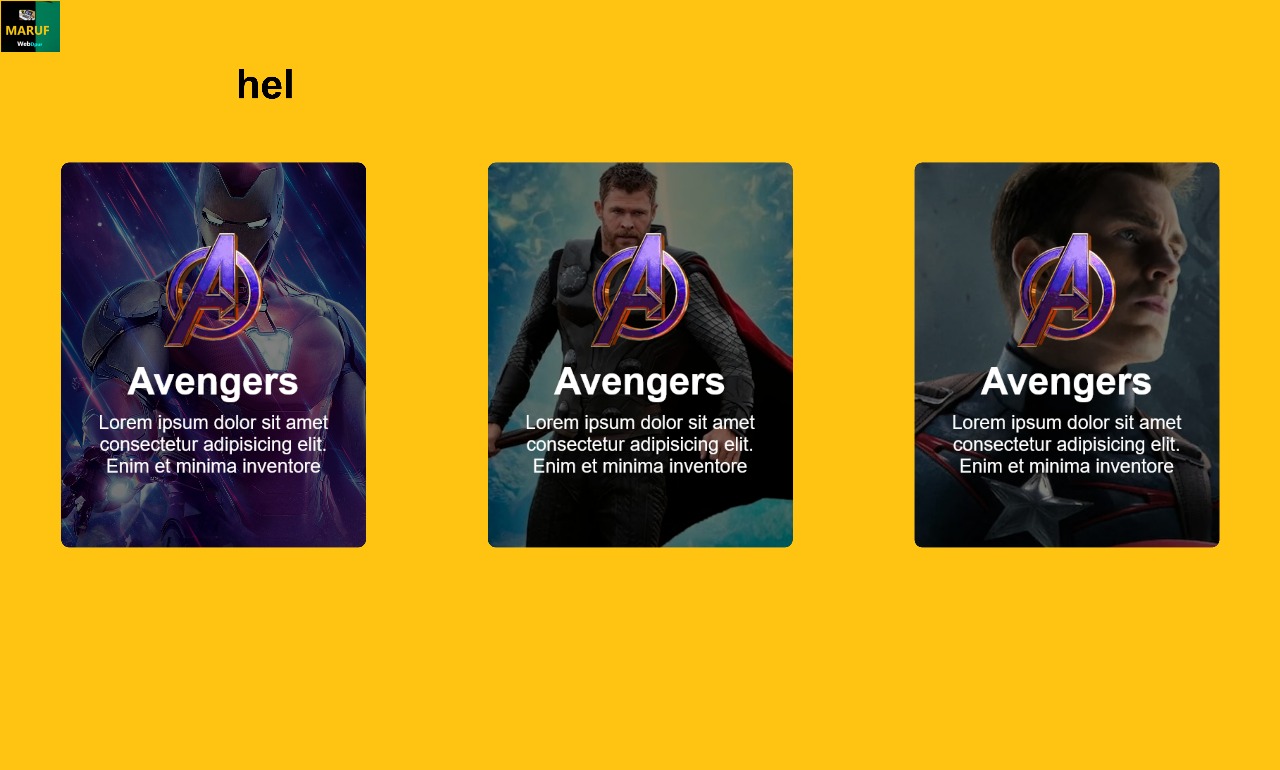 MARUF
Web
hel
Avengers
Lorem ipsum dolor sit amet
consectetur adipisicing elit.
Enim et minima inventore
Avengers
Lorem ipsum dolor sit amet
consectetur adipisicing elit.
Enim et minima inventore
Avengers
Lorem ipsum dolor sit amet
consectetur adipisicing elit.
Enim et minima inventore